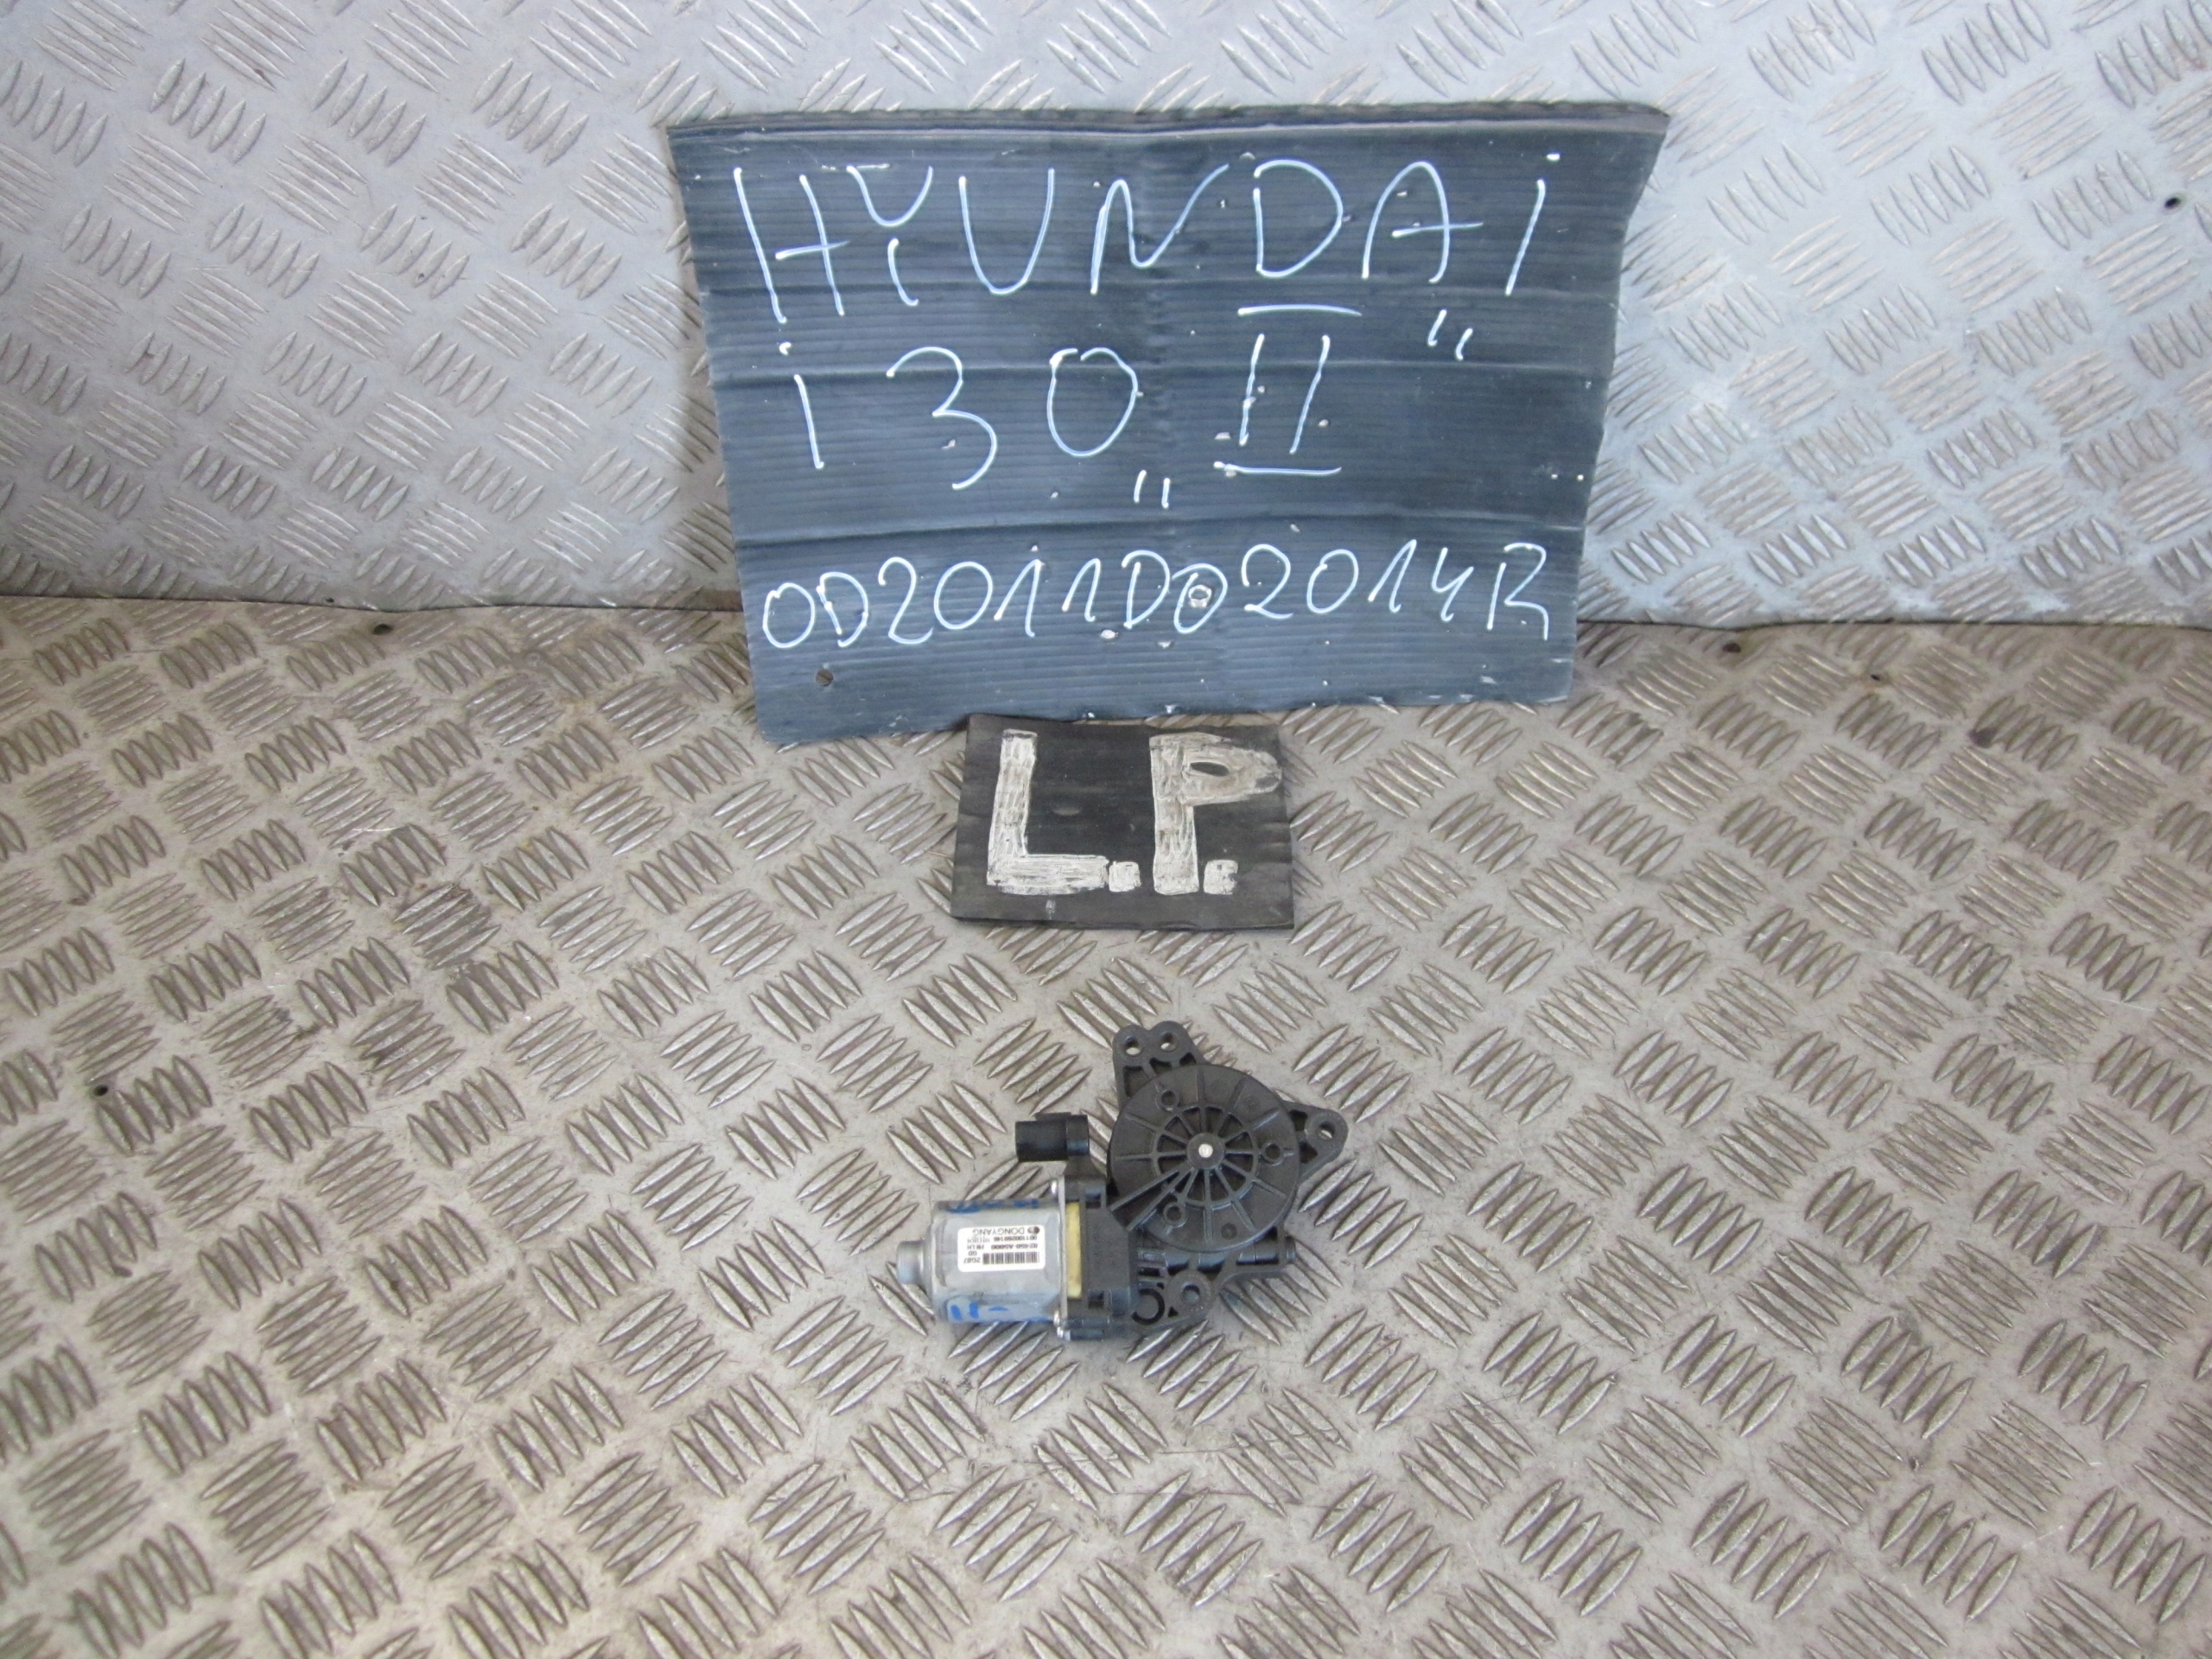 HYUNDAI
i30 „II"
OD2011DO2014R
L.P.
DONGYANG